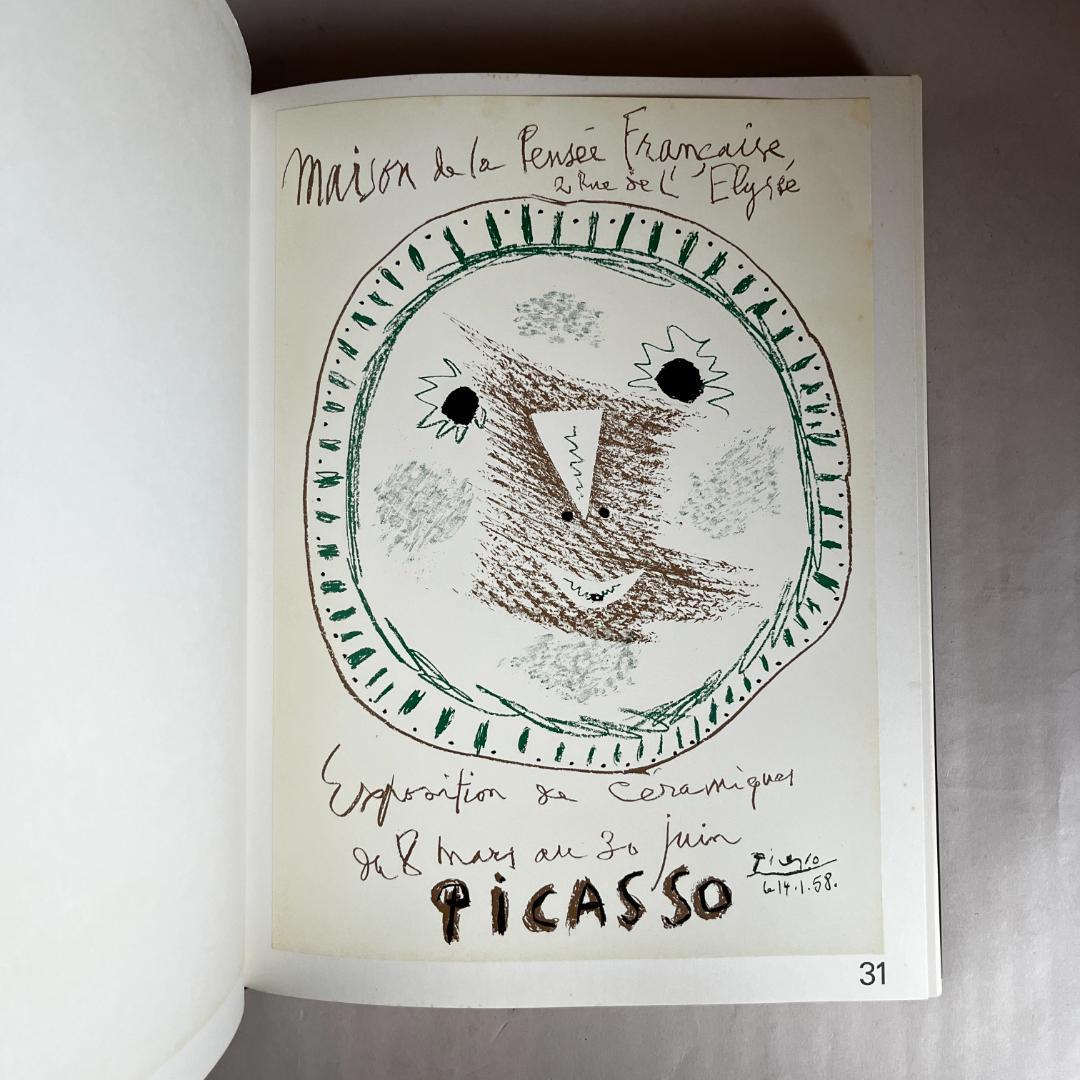 Maison de la Pensée Française,
2 Rue de L'Elysée
Exposition de céramiques
du 8 mars au 30 juin
PICASSO
Picasso
le 14.1.58.
31